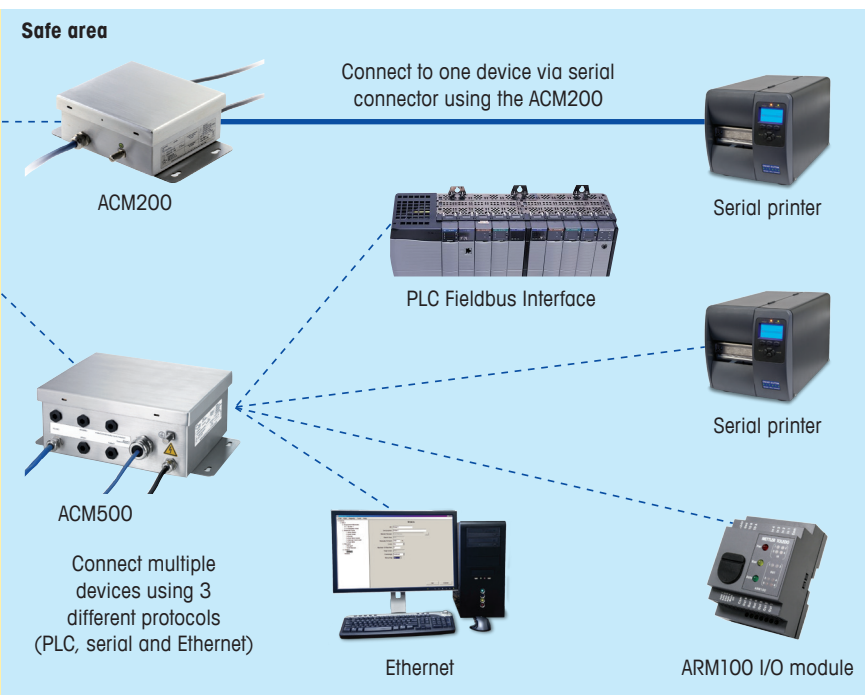 Safe area
Connect to one device via serial
connector using the ACM200
ACM200
Serial printer
PLC Fieldbus Interface
Serial printer
ACM500
Connect multiple
devices using 3
different protocols
(PLC, serial and Ethernet)
Ethernet
ARM100 I/O module